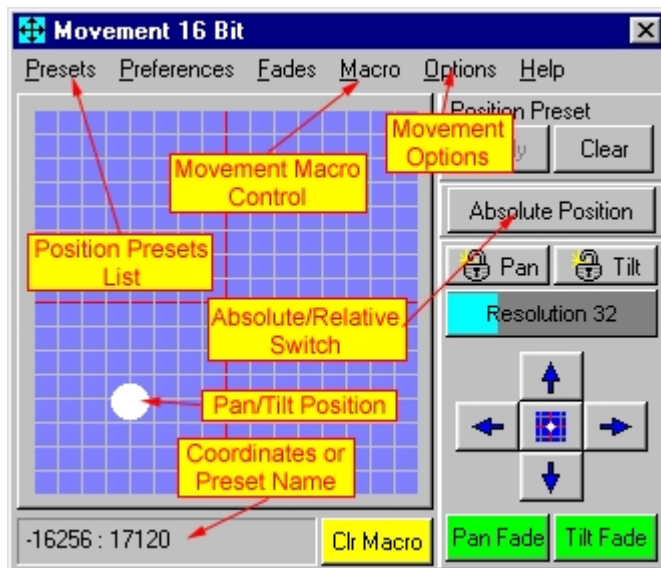 Movement 16 Bit
Presets Preferences Fades Macro Options Help
Position Preset
Movement
Options
Clear
Movement Macro
Control
Absolute Position
Position Presets
List
Pan Tilt
Absolute/Relative
Switch
Resolution 32
Pan/Tilt Position
Coordinates or
Preset Name
-16256 : 17120
Clr Macro
Pan Fade Tilt Fade